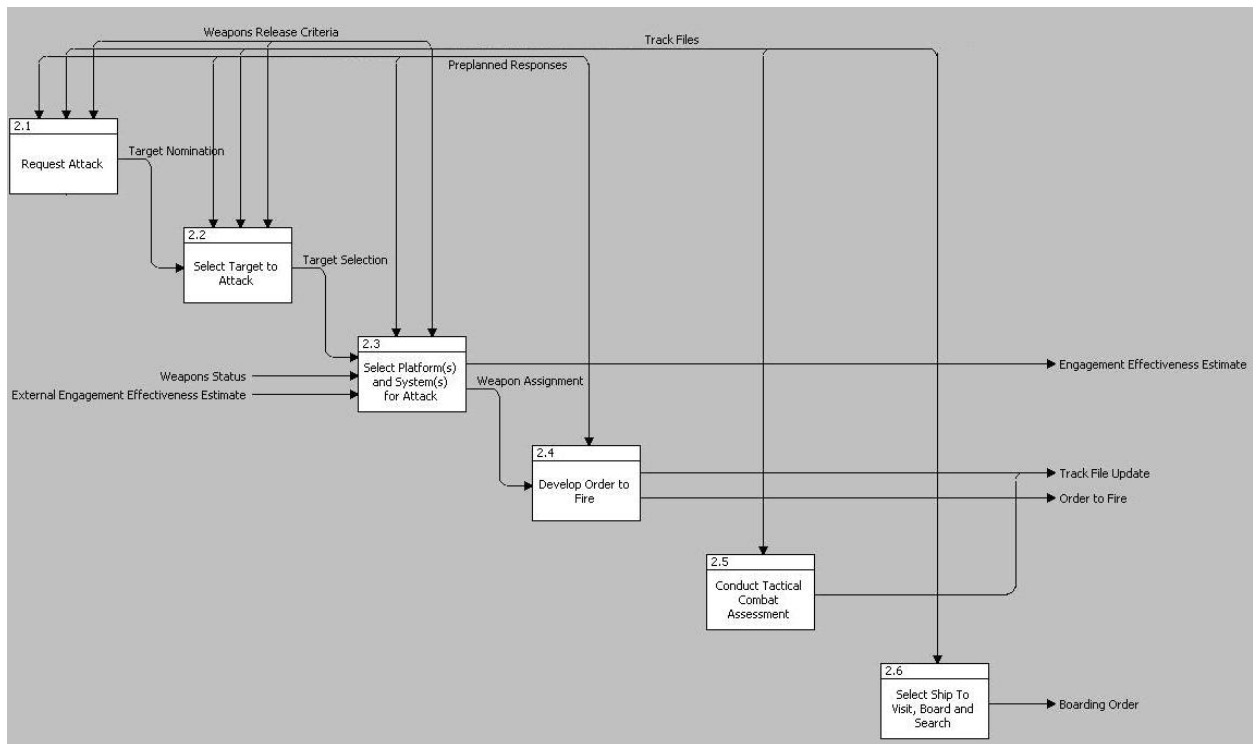 Weapons Release Criteria
Track Files
Preplanned Responses
2.1
Request Attack
Target Nomination
2.2
Select Target to
Attack
Target Selection
2.3
Select Platform(s)
and System(s)
for Attack
Weapons Status
External Engagement Effectiveness Estimate
Engagement Effectiveness Estimate
Weapon Assignment
2.4
Develop Order to
Fire
Track File Update
Order to Fire
2.5
Conduct Tactical
Combat
Assessment
2.6
Select Ship To
Visit, Board and
Search
Boarding Order